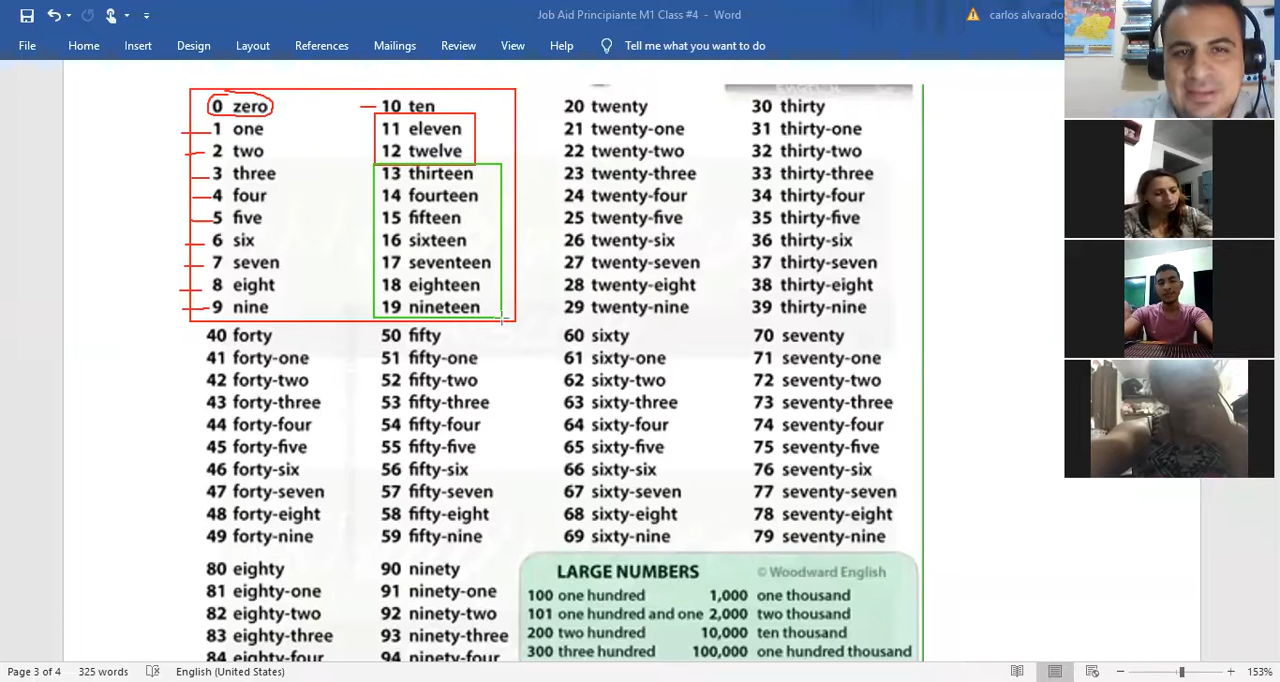 Job Aid Principiante M1 Class #4 - Word
carlos alvarado
File Home Insert Design Layout References Mailings Review View Help Tell me what you want to do
0 zero 10 ten 20 twenty 30 thirty
1 one 11 eleven 21 twenty-one 31 thirty-one
2 two 12 twelve 22 twenty-two 32 thirty-two
3 three 13 thirteen 23 twenty-three 33 thirty-three
4 four 14 fourteen 24 twenty-four 34 thirty-four
5 five 15 fifteen 25 twenty-five 35 thirty-five
6 six 16 sixteen 26 twenty-six 36 thirty-six
7 seven 17 seventeen 27 twenty-seven 37 thirty-seven
8 eight 18 eighteen 28 twenty-eight 38 thirty-eight
9 nine 19 nineteen 29 twenty-nine 39 thirty-nine
40 forty 50 fifty 60 sixty 70 seventy
41 forty-one 51 fifty-one 61 sixty-one 71 seventy-one
42 forty-two 52 fifty-two 62 sixty-two 72 seventy-two
43 forty-three 53 fifty-three 63 sixty-three 73 seventy-three
44 forty-four 54 fifty-four 64 sixty-four 74 seventy-four
45 forty-five 55 fifty-five 65 sixty-five 75 seventy-five
46 forty-six 56 fifty-six 66 sixty-six 76 seventy-six
47 forty-seven 57 fifty-seven 67 sixty-seven 77 seventy-seven
48 forty-eight 58 fifty-eight 68 sixty-eight 78 seventy-eight
49 forty-nine 59 fifty-nine 69 sixty-nine 79 seventy-nine
80 eighty 90 ninety
81 eighty-one 91 ninety-one
82 eighty-two 92 ninety-two
83 eighty-three 93 ninety-three
84 eighty-four 94 ninety-four
LARGE NUMBERS © Woodward English
100 one hundred 1,000 one thousand
101 one hundred and one 2,000 two thousand
200 two hundred 10,000 ten thousand
300 three hundred 100,000 one hundred thousand
Page 3 of 4 325 words English (United States) 153%